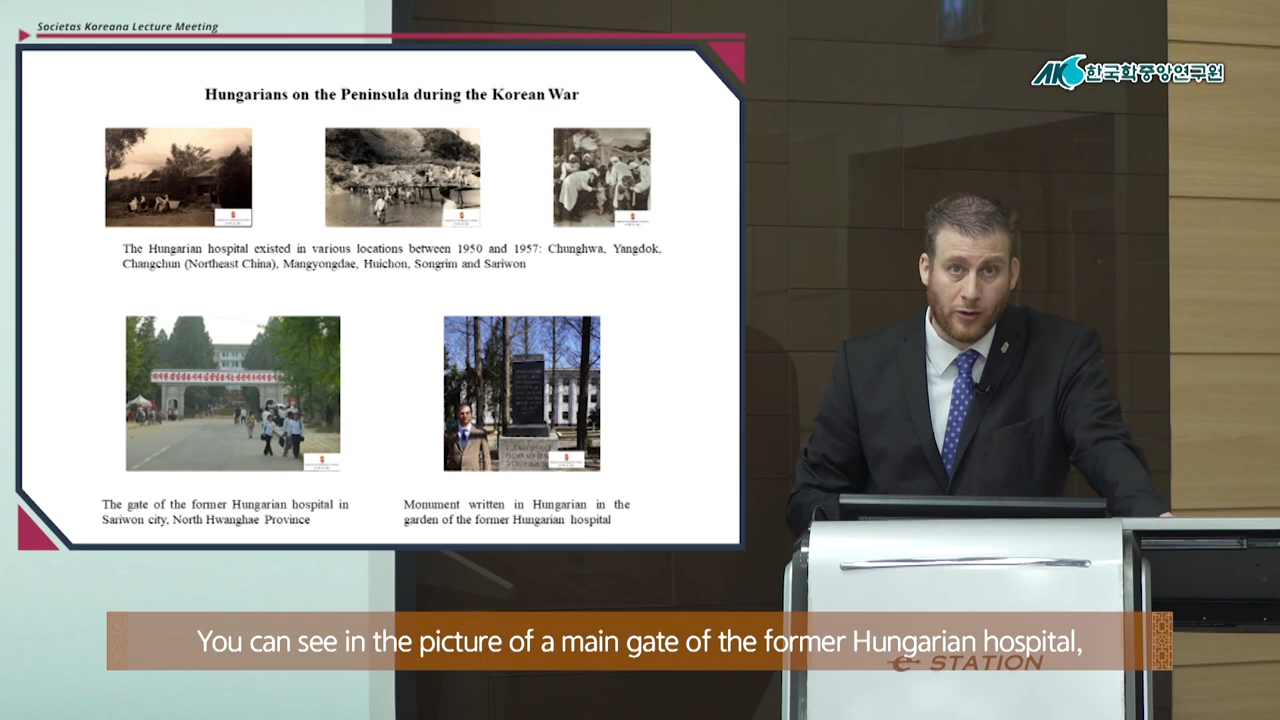 Societas Koreana Lecture Meeting
AKS 한국학중앙연구원
Hungarians on the Peninsula during the Korean War
The Hungarian hospital existed in various locations between 1950 and 1957: Chunghwa, Yangdok,
Changchun (Northeast China), Mangyongdae, Huichon, Songrim and Sariwon
The gate of the former Hungarian hospital in
Sariwon city, North Hwanghae Province
Monument written in Hungarian in the
garden of the former Hungarian hospital
You can see in the picture of a main gate of the former Hungarian hospital,
e-STATION